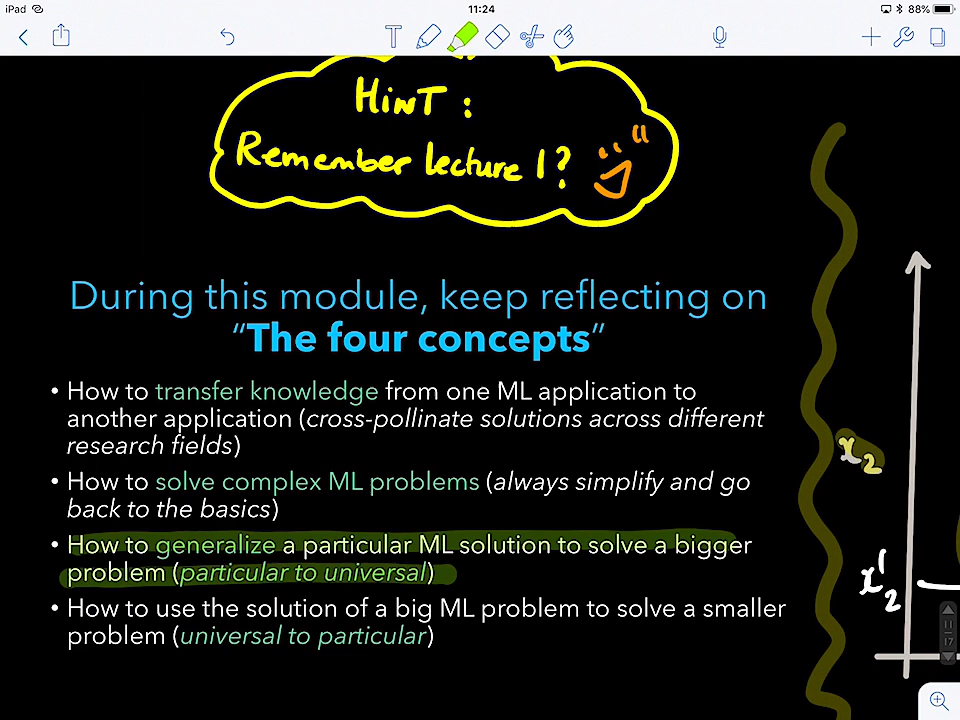 iPad
11:24
88%
HinT :
Remember lecture 1?
During this module, keep reflecting on
“The four concepts”
• How to transfer knowledge from one ML application to
another application (cross-pollinate solutions across different
research fields)
• How to solve complex ML problems (always simplify and go
back to the basics)
• How to generalize a particular ML solution to solve a bigger
problem (particular to universal)
• How to use the solution of a big ML problem to solve a smaller
problem (universal to particular)
x₂
x₂¹